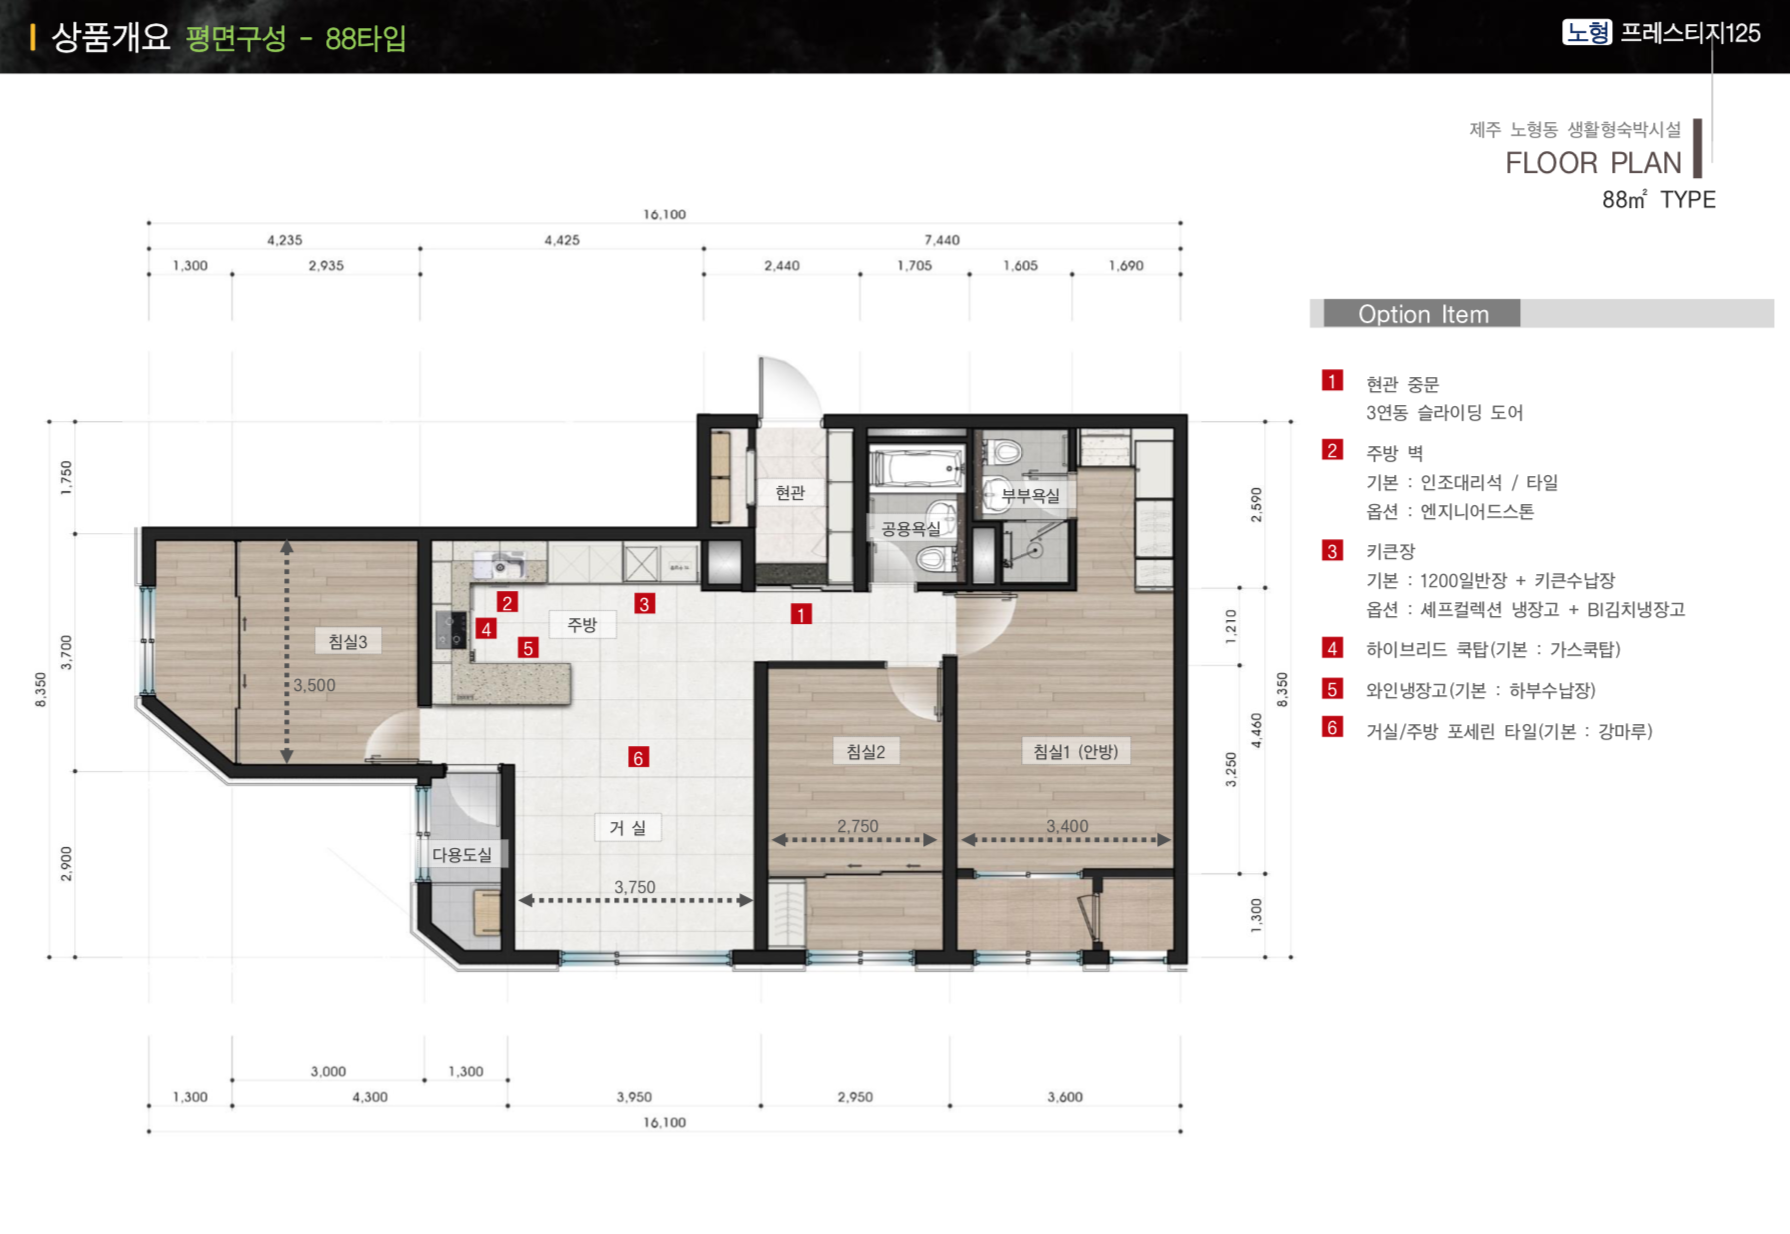 상품개요 평면구성 - 88타입
노형 프레스티지125
제주 노형동 생활형숙박시설
FLOOR PLAN
88㎡ TYPE
16,100
4,235 4,425 7,440
1,300 2,935 2,440 1,705 1,605 1,690
Option Item
1 현관 중문
3연동 슬라이딩 도어
2 주방 벽
기본 : 인조대리석 / 타일
옵션 : 엔지니어드스톤
3 키큰장
기본 : 1200일반장 + 키큰수납장
옵션 : 셰프컬렉션 냉장고 + BI김치냉장고
4 하이브리드 쿡탑(기본 : 가스쿡탑)
5 와인냉장고(기본 : 하부수납장)
6 거실/주방 포세린 타일(기본 : 강마루)
8,350
1,750
3,700
2,900
현관
공용욕실
부부욕실
2
3
4
5
1
주방
침실3
3,500
6
침실2
침실1 (안방)
거 실
다용도실
3,750
2,750
3,400
2,590
1,210
4,460
3,250
1,300
8,350
3,000 1,300
1,300 4,300 3,950 2,950 3,600
16,100